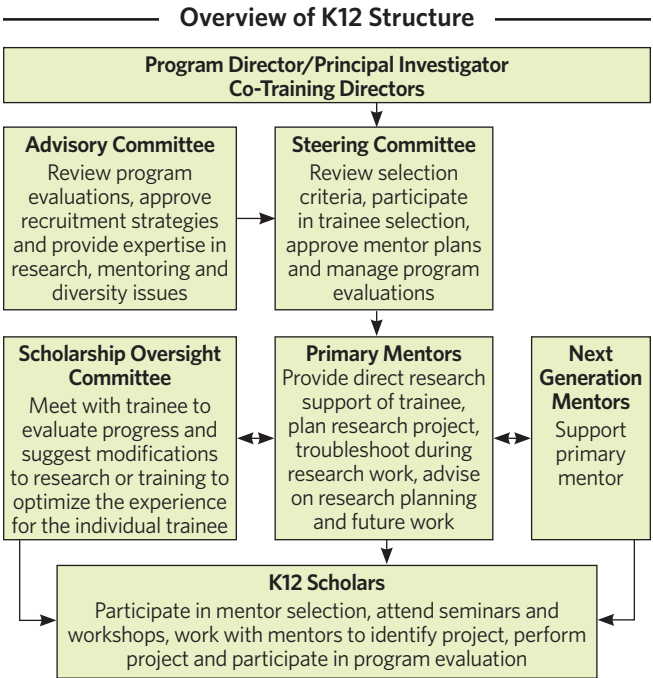 Overview of K12 Structure
Program Director/Principal Investigator
Co-Training Directors
Advisory Committee
Review program
evaluations, approve
recruitment strategies
and provide expertise in
research, mentoring and
diversity issues
Steering Committee
Review selection
criteria, participate
in trainee selection,
approve mentor plans
and manage program
evaluations
Scholarship Oversight
Committee
Meet with trainee to
evaluate progress and
suggest modifications
to research or training to
optimize the experience
for the individual trainee
Primary Mentors
Provide direct research
support of trainee,
plan research project,
troubleshoot during
research work, advise
on research planning
and future work
Next
Generation
Mentors
Support
primary
mentor
K12 Scholars
Participate in mentor selection, attend seminars and
workshops, work with mentors to identify project, perform
project and participate in program evaluation